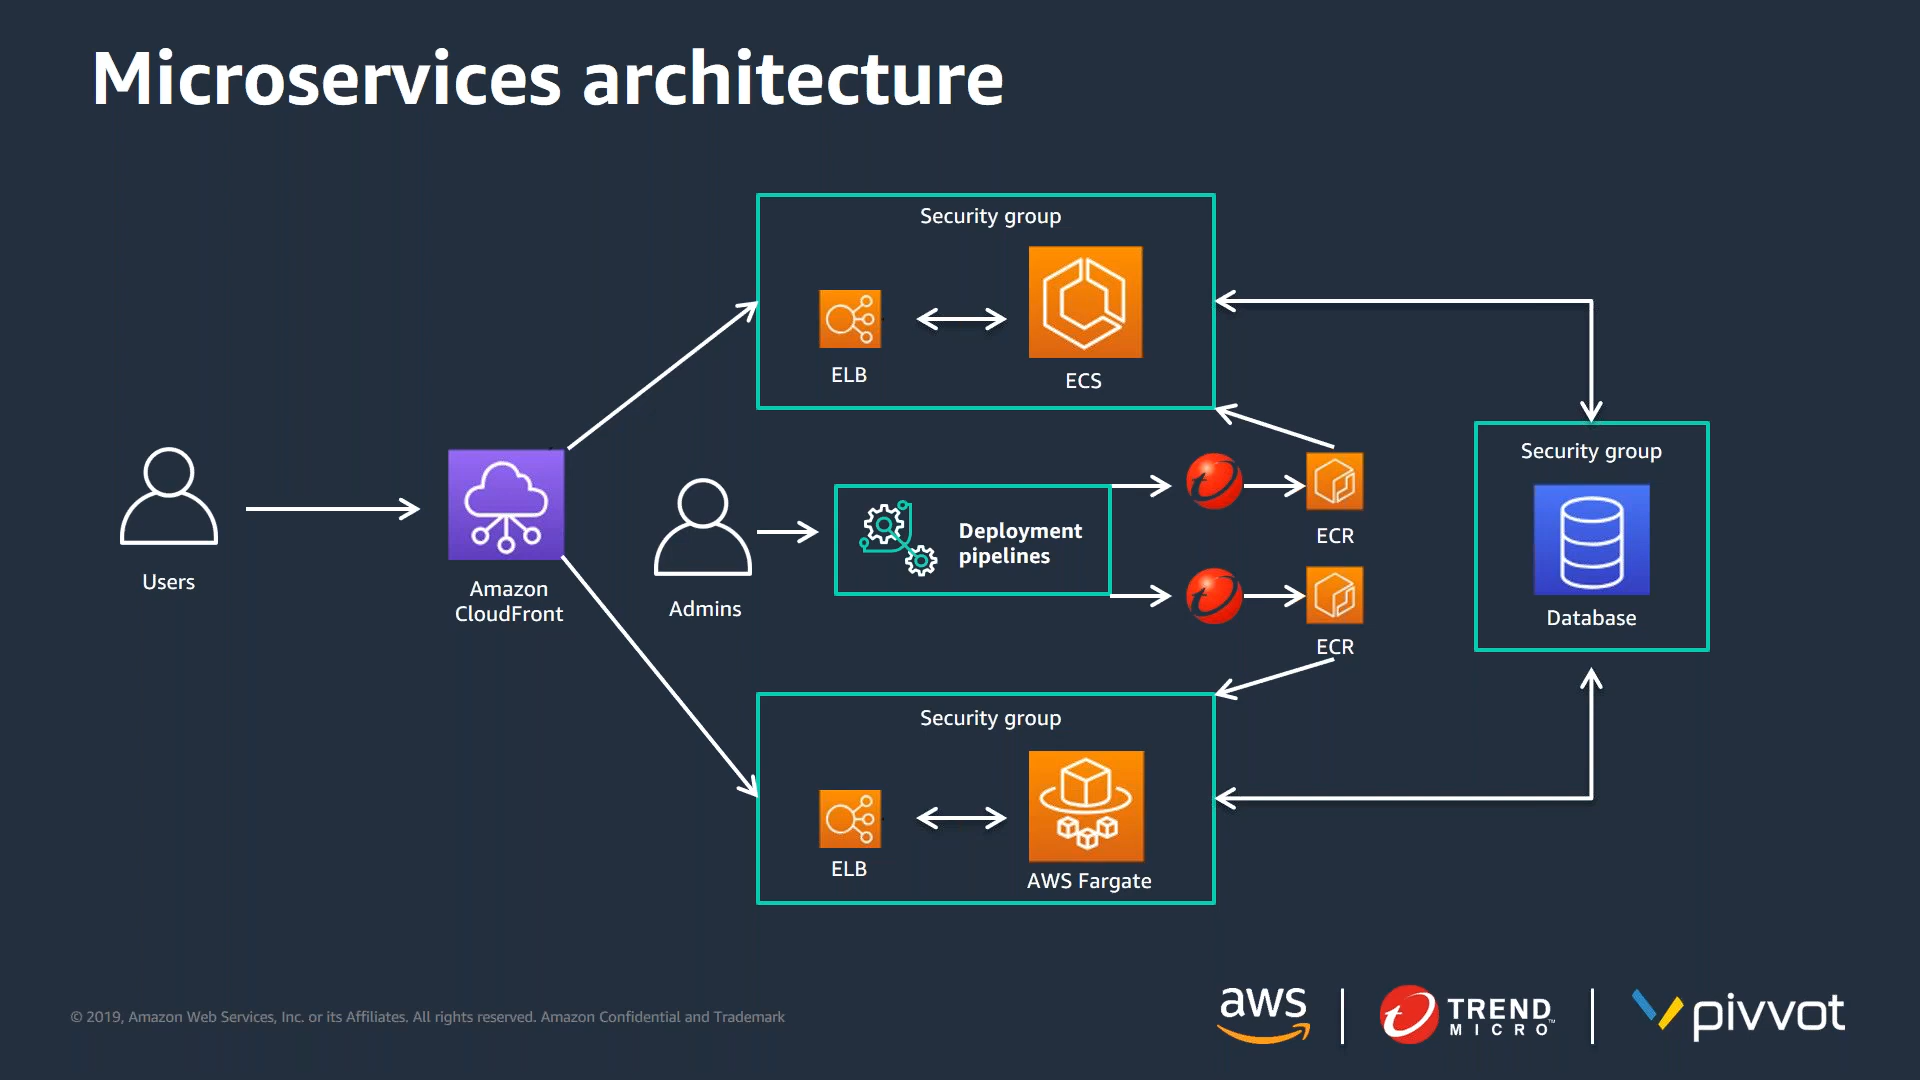 Microservices architecture
Security group
ELB
ECS
Users
Amazon
CloudFront
Admins
Deployment
pipelines
ECR
ECR
Security group
Database
Security group
ELB
AWS Fargate
© 2019, Amazon Web Services, Inc. or its Affiliates. All rights reserved. Amazon Confidential and Trademark
aws
TREND
MICRO™
pivvot